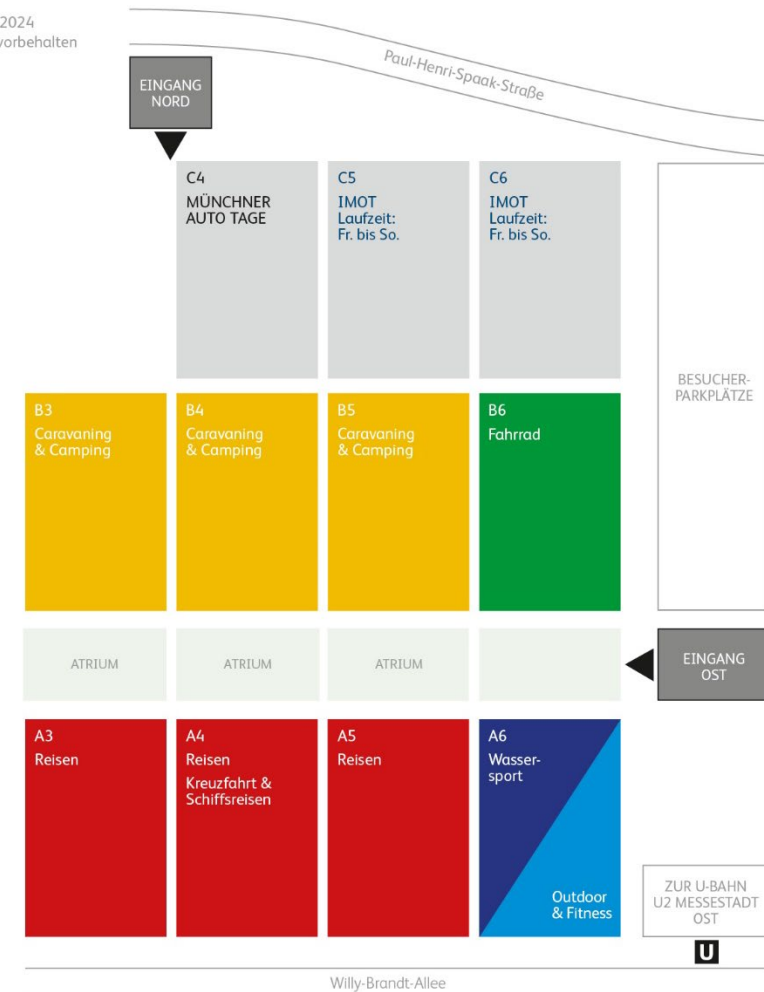 2024
vorbehalten
Paul-Henri-Spaak-Straße
EINGANG
NORD
C4
MÜNCHNER
AUTO TAGE
C5
IMOT
Laufzeit:
Fr. bis So.
C6
IMOT
Laufzeit:
Fr. bis So.
BESUCHER-
PARKPLÄTZE
B3
Caravaning
& Camping
B4
Caravaning
& Camping
B5
Caravaning
& Camping
B6
Fahrrad
ATRIUM
ATRIUM
ATRIUM
EINGANG
OST
A3
Reisen
A4
Reisen
Kreuzfahrt &
Schiffsreisen
A5
Reisen
A6
Wasser-
sport
Outdoor
& Fitness
ZUR U-BAHN
U2 MESSESTADT
OST
U
Willy-Brandt-Allee